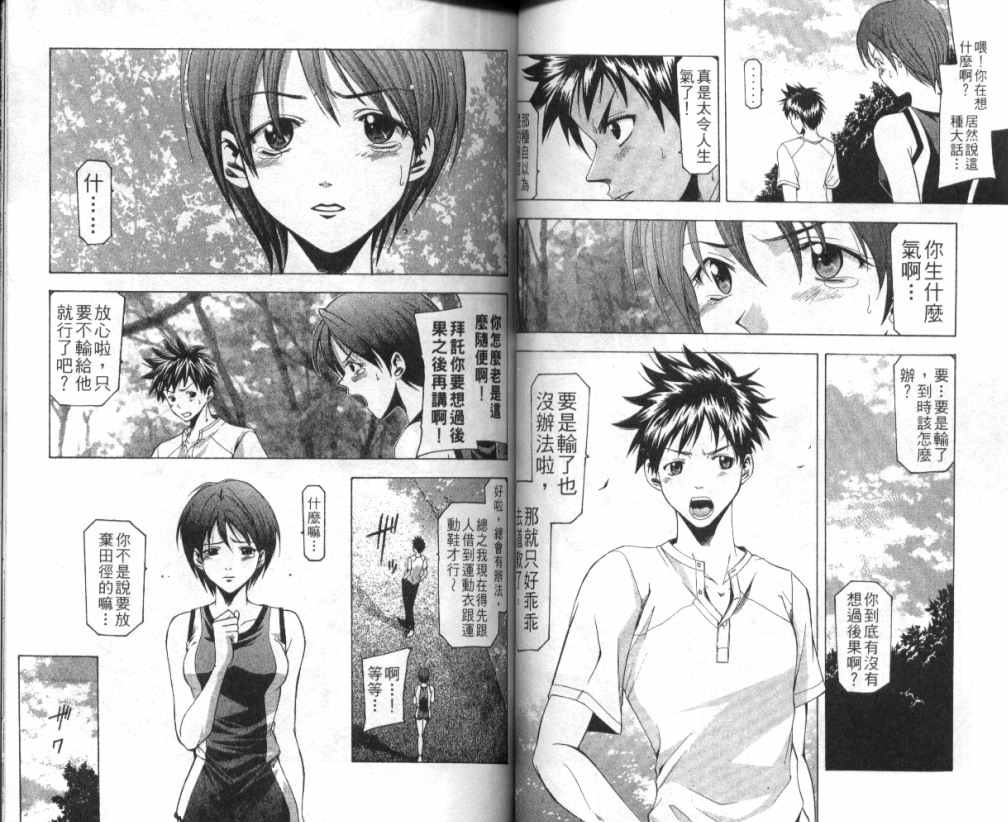 喂！你在想
什麼啊？
居然說這
種大話…
……
真是太令人生
氣了！
那種自以為
你生什麼
氣啊…
要…要是輸了
，到時該怎麼
辦？
你到底有沒有
想過後果啊？
要是輸了也
沒辦法啦，
那就只好乖乖
什……
你怎麼老是這
麼隨便啊！
拜託你要想過後
果之後再講啊！
放心啦，只
要不輸給他
就行了吧？
好啦，總會有辦法，
總之我現在得先跟
人借到運動衣跟運
動鞋才行～
啊…！
等等…
什麼嘛…
你不是說要放
棄田徑的嘛…